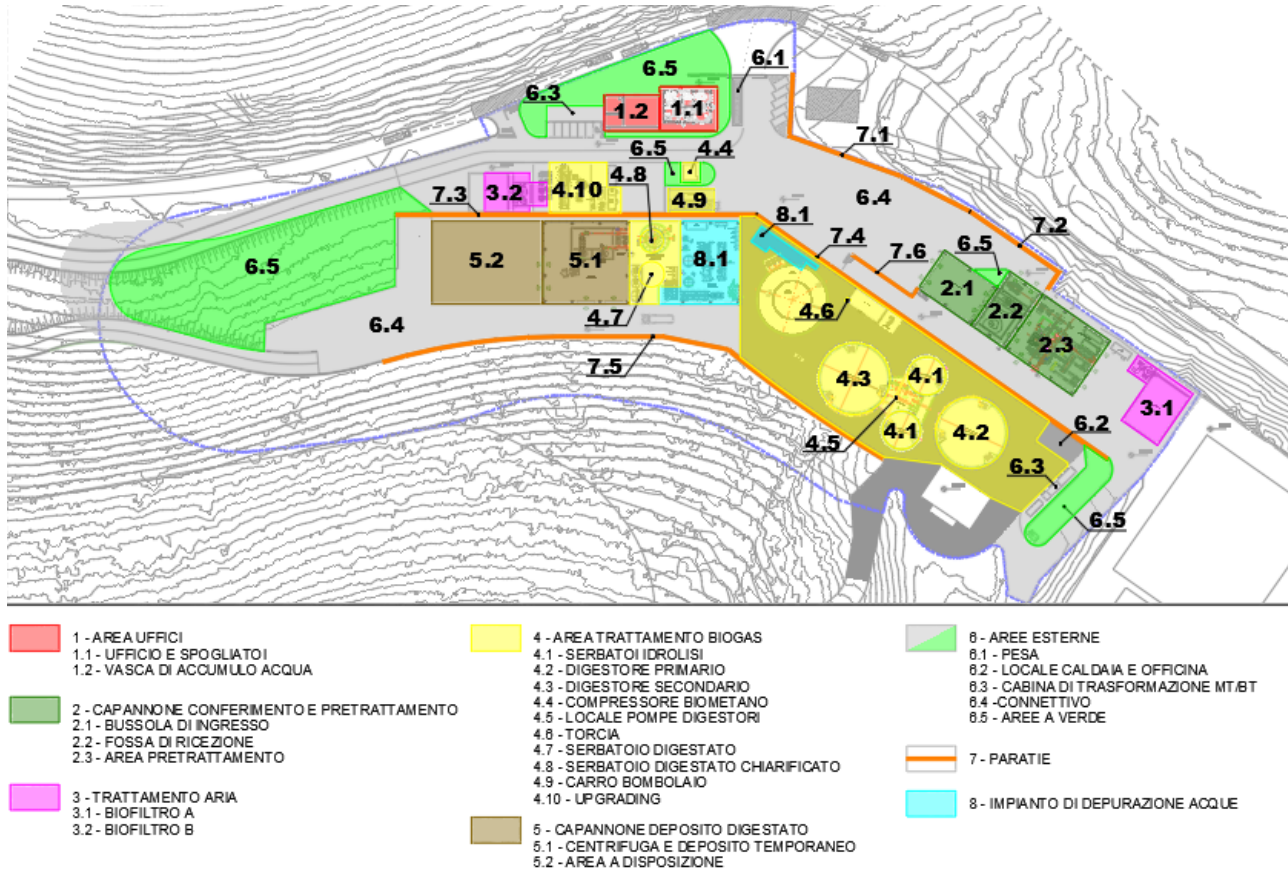 6.1
6.5
6.3
1.2
1.1
7.1
6.5
4.4
4.8
3.2
4.10
4.9
6.4
7.3
7.2
8.1
7.4
6.5
7.6
6.5
5.2
5.1
8.1
2.1
2.2
4.7
4.6
2.3
6.4
7.5
4.3
4.1
3.1
4.1
4.2
6.2
4.5
6.3
6.5
1 - AREA UFFICI
1.1 - UFFICIO E SPOGLIATOI
1.2 - VASCA DI ACCUMULO ACQUA
2 - CAPANNONE CONFERIMENTO E PRETRATTAMENTO
2.1 - BUSSOLA DI INGRESSO
2.2 - FOSSA DI RICEZIONE
2.3 - AREA PRETRATTAMENTO
3 - TRATTAMENTO ARIA
3.1 - BIOFILTRO A
3.2 - BIOFILTRO B
4 - AREA TRATTAMENTO BIOGAS
4.1 - SERBATOI IDROLISI
4.2 - DIGESTORE PRIMARIO
4.3 - DIGESTORE SECONDARIO
4.4 - COMPRESSORE BIOMETANO
4.5 - LOCALE POMPE DIGESTORI
4.6 - TORCIA
4.7 - SERBATOIO DIGESTATO
4.8 - SERBATOIO DIGESTATO CHIARIFICATO
4.9 - CARRO BOMBOLAIO
4.10 - UPGRADING
5 - CAPANNONE DEPOSITO DIGESTATO
5.1 - CENTRIFUGA E DEPOSITO TEMPORANEO
5.2 - AREA A DISPOSIZIONE
6 - AREE ESTERNE
6.1 - PESA
6.2 - LOCALE CALDAIA E OFFICINA
6.3 - CABINA DI TRASFORMAZIONE MT/BT
6.4 - CONNETTIVO
6.5 - AREE A VERDE
7 - PARATIE
8 - IMPIANTO DI DEPURAZIONE ACQUE